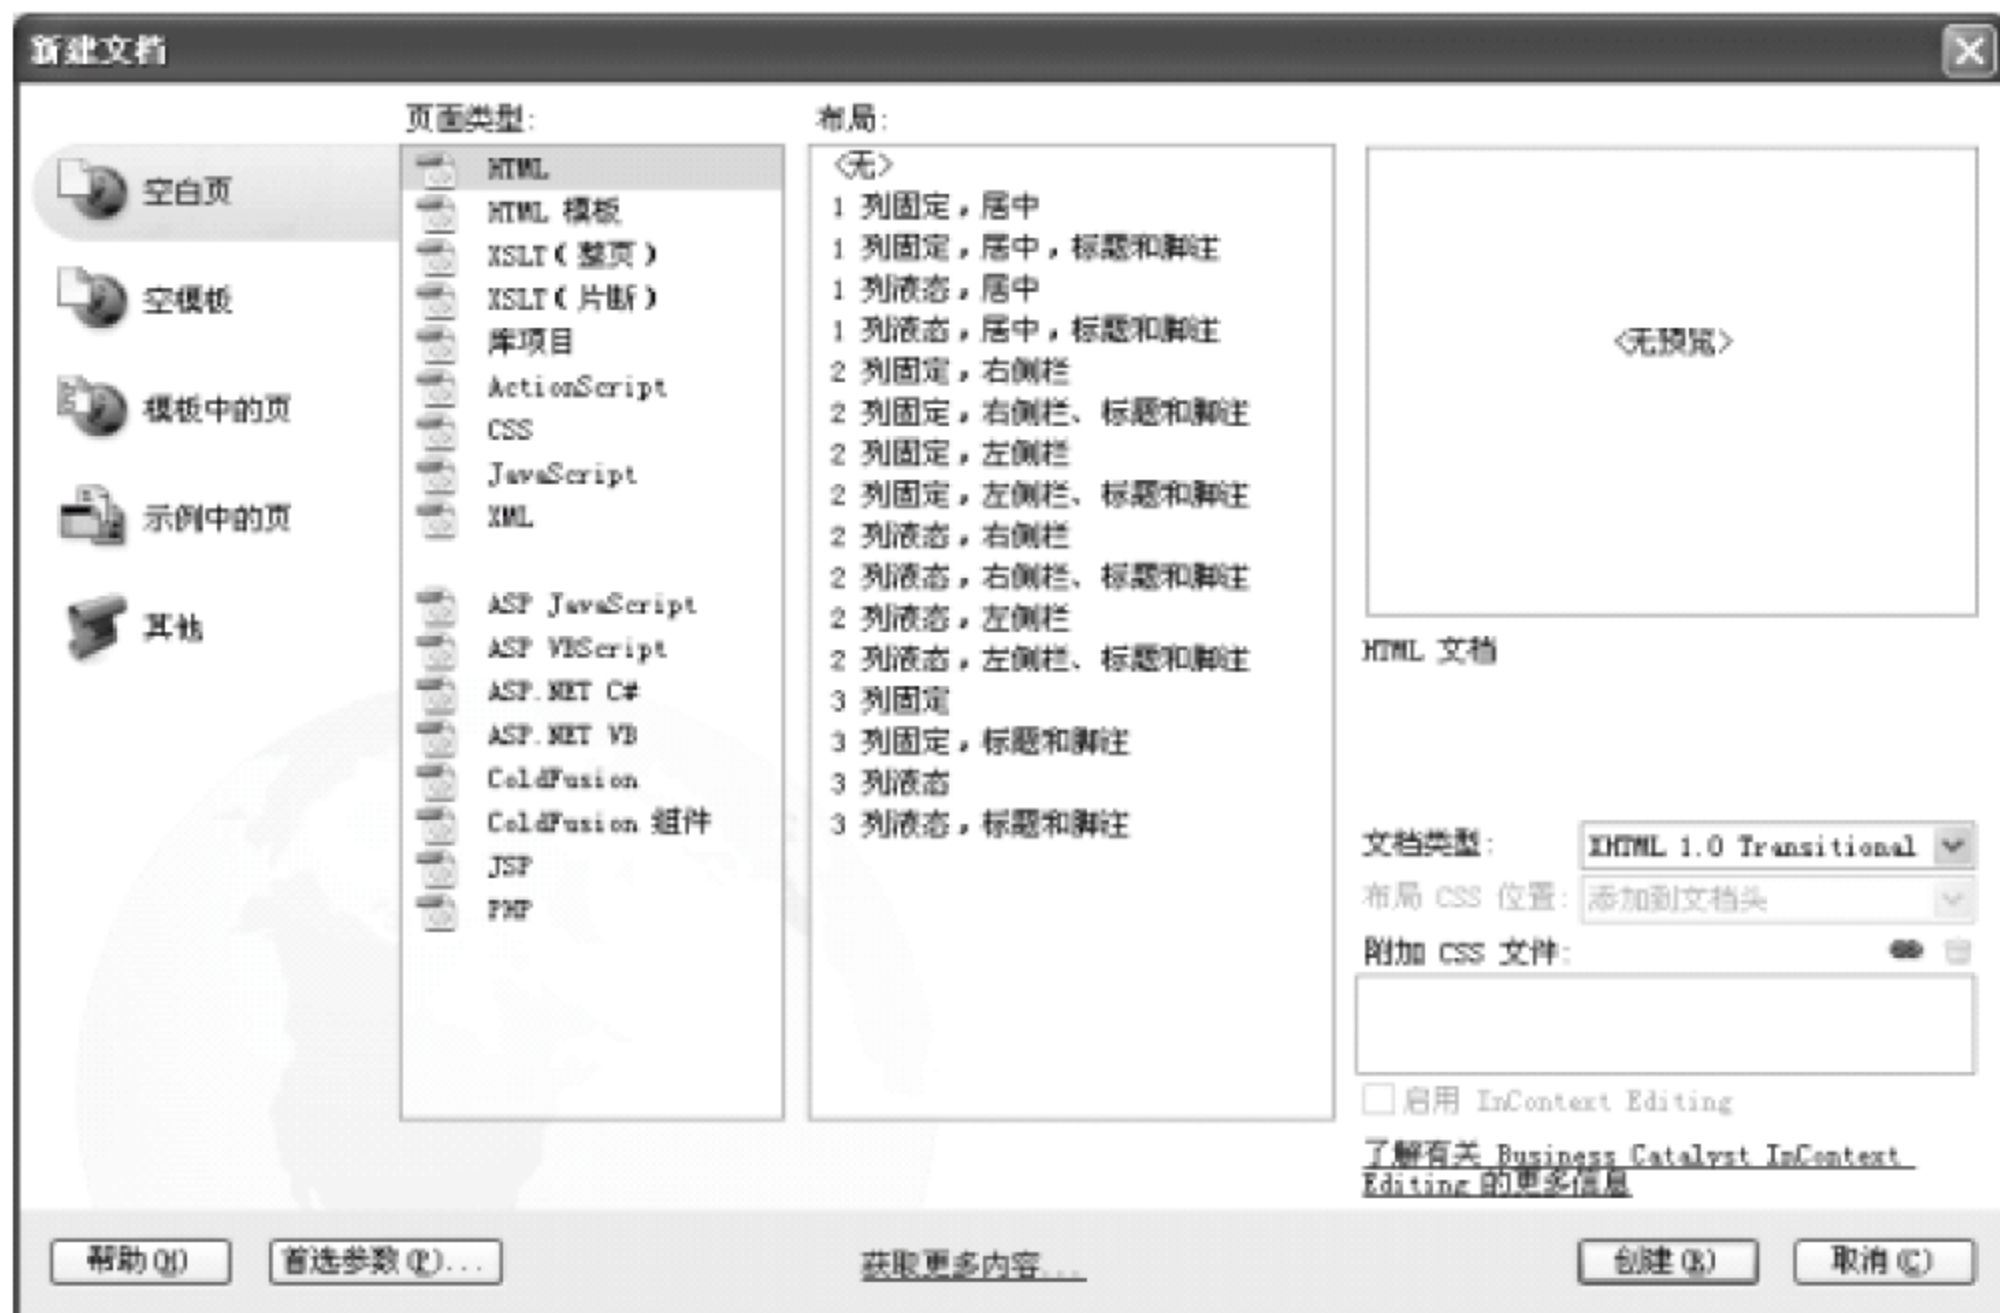 新建文档
页面类型:
布局:
空白页
空模板
模板中的页
示例中的页
其他
HTML
HTML 模板
XSLT(整页)
XSLT(片断)
库项目
ActionScript
CSS
JavaScript
XML
ASP JavaScript
ASP VBScript
ASP.NET C#
ASP.NET VB
ColdFusion
ColdFusion 组件
JSP
PHP
<无>
1 列固定,居中
1 列固定,居中,标题和脚注
1 列液态,居中
1 列液态,居中,标题和脚注
2 列固定,右侧栏
2 列固定,右侧栏、标题和脚注
2 列固定,左侧栏
2 列固定,左侧栏、标题和脚注
2 列液态,右侧栏
2 列液态,右侧栏、标题和脚注
2 列液态,左侧栏
2 列液态,左侧栏、标题和脚注
3 列固定
3 列固定,标题和脚注
3 列液态
3 列液态,标题和脚注
<无预览>
HTML 文档
文档类型: XHTML 1.0 Transitional
布局 CSS 位置: 添加到文档头
附加 CSS 文件:
启用 InContext Editing
了解有关 Business Catalyst InContext
Editing 的更多信息
帮助(H) 首选参数(P)... 获取更多内容... 创建(R) 取消(C)